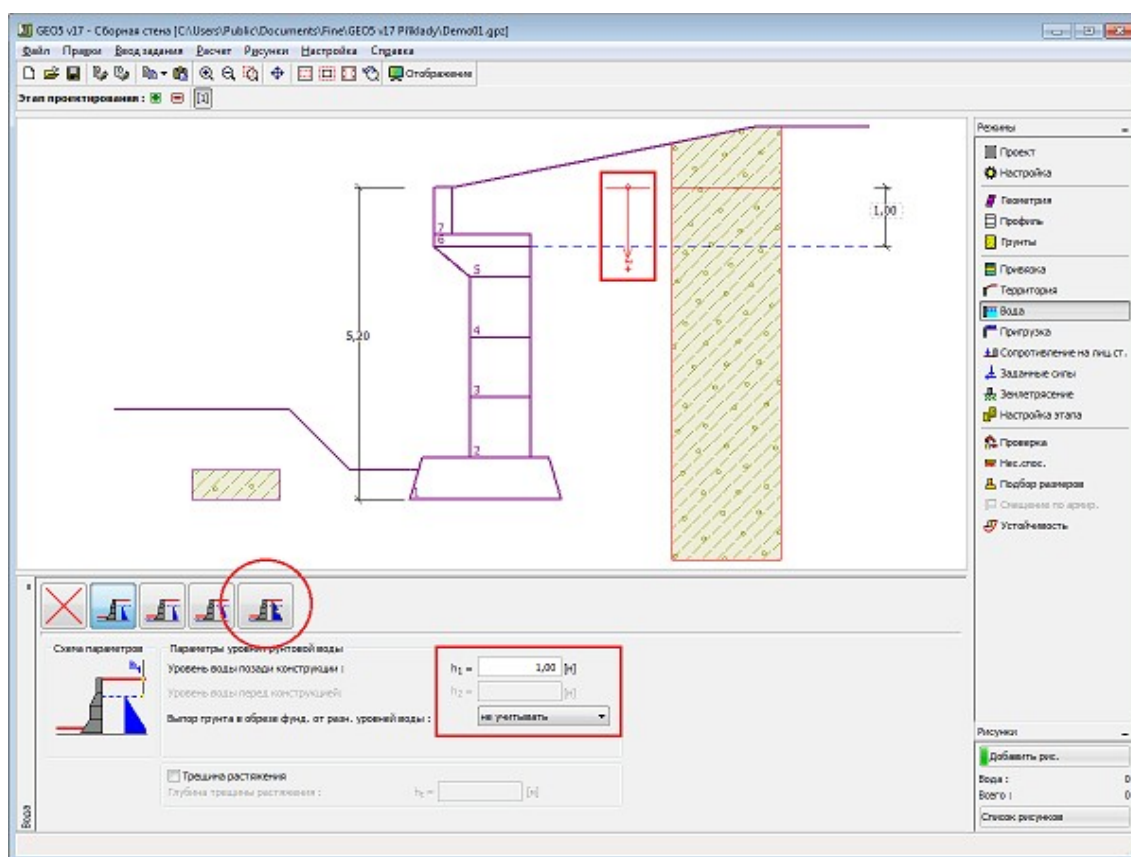 GEO5 v17 - Сборная стена [C:\Users\Public\Documents\Fine\GEO5 v17 Příklady\Demo01.gpz]
Файл Правки Ввод задания Расчет Рисунки Настройка Справка
Отображение
Этап проектирования : [1]
Режимы
Проект
Настройка
Геометрия
Профиль
Грунты
Привязка
Территория
Вода
Пригрузка
Сопротивление на лиц.ст.
Заданные силы
Землетрясение
Настройка этапа
Проверка
Нес.спос.
Подбор размеров
Смещение по армир.
Устойчивость
7
6
5
4
3
2
1
5,20
1,00
+z
Схема параметров
h1
Параметры уровня грунтовой воды
Уровень воды позади конструкции : h1 = 1,00 [м]
Уровень воды перед конструкцией: h2 = [м]
Выпор грунта в обрезе фунд. от разн. уровней воды : не учитывать
Трещина растяжения
Глубина трещины растяжения : ht = [м]
Вода
Рисунки
Добавить рис.
Вода : 0
Всего : 0
Список рисунков